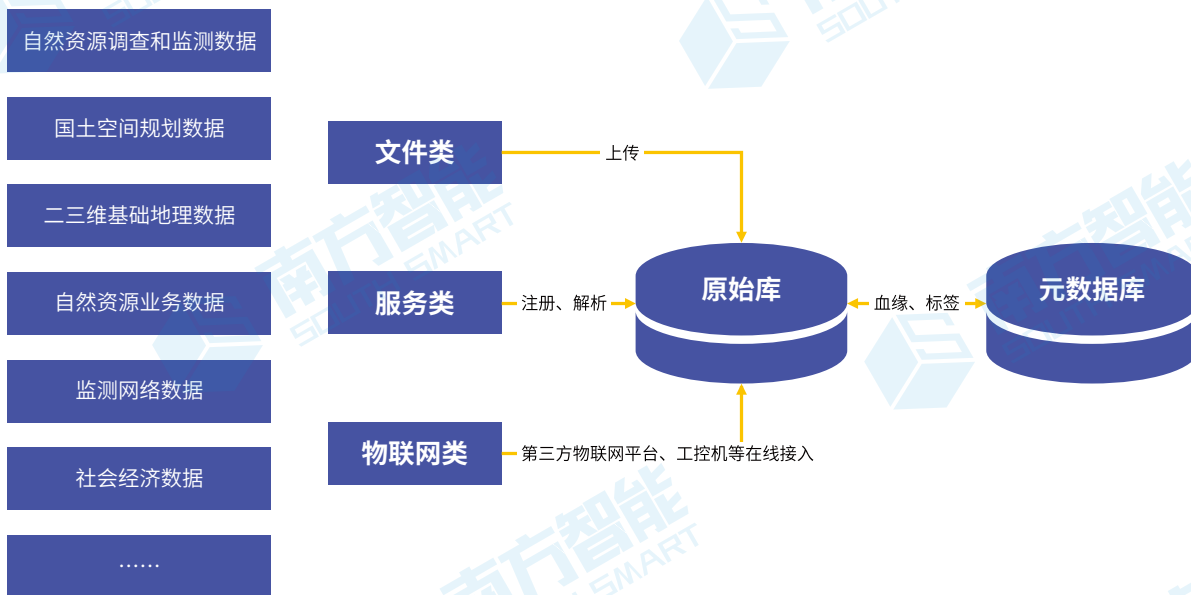 自然资源调查和监测数据
国土空间规划数据
二三维基础地理数据
自然资源业务数据
监测网络数据
社会经济数据
……
文件类
上传
服务类
注册、解析
原始库
血缘、标签
元数据库
物联网类
第三方物联网平台、工控机等在线接入
南方智能
SOUTH SMART
南方智能
SMART